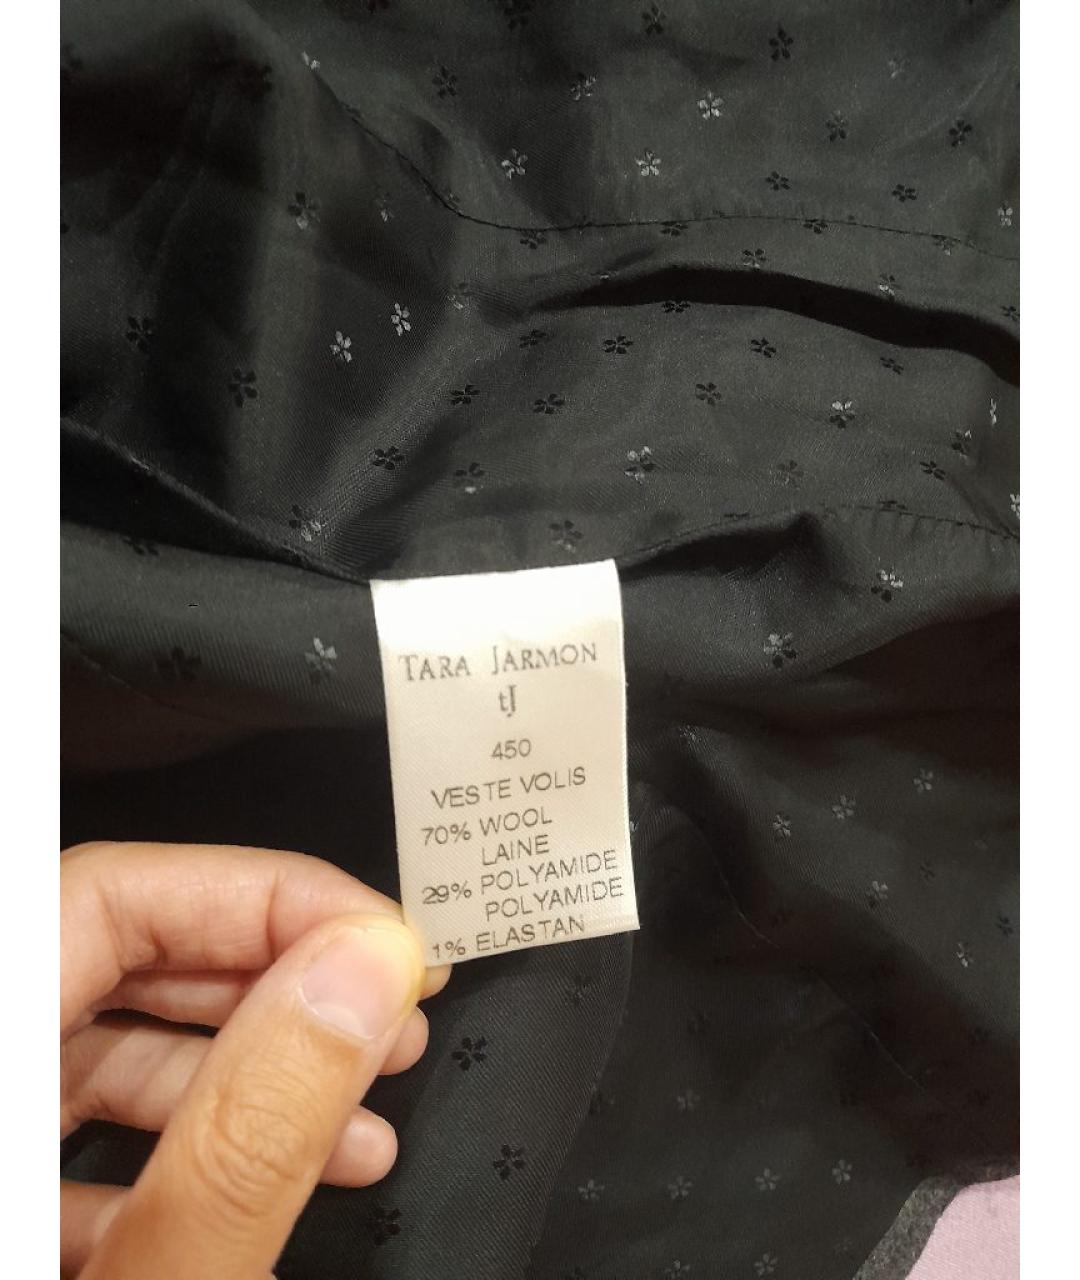 TARA JARMON
tJ
450
VESTE VOLIS
70% WOOL
LAINE
29% POLYAMIDE
POLYAMIDE
1% ELASTAN